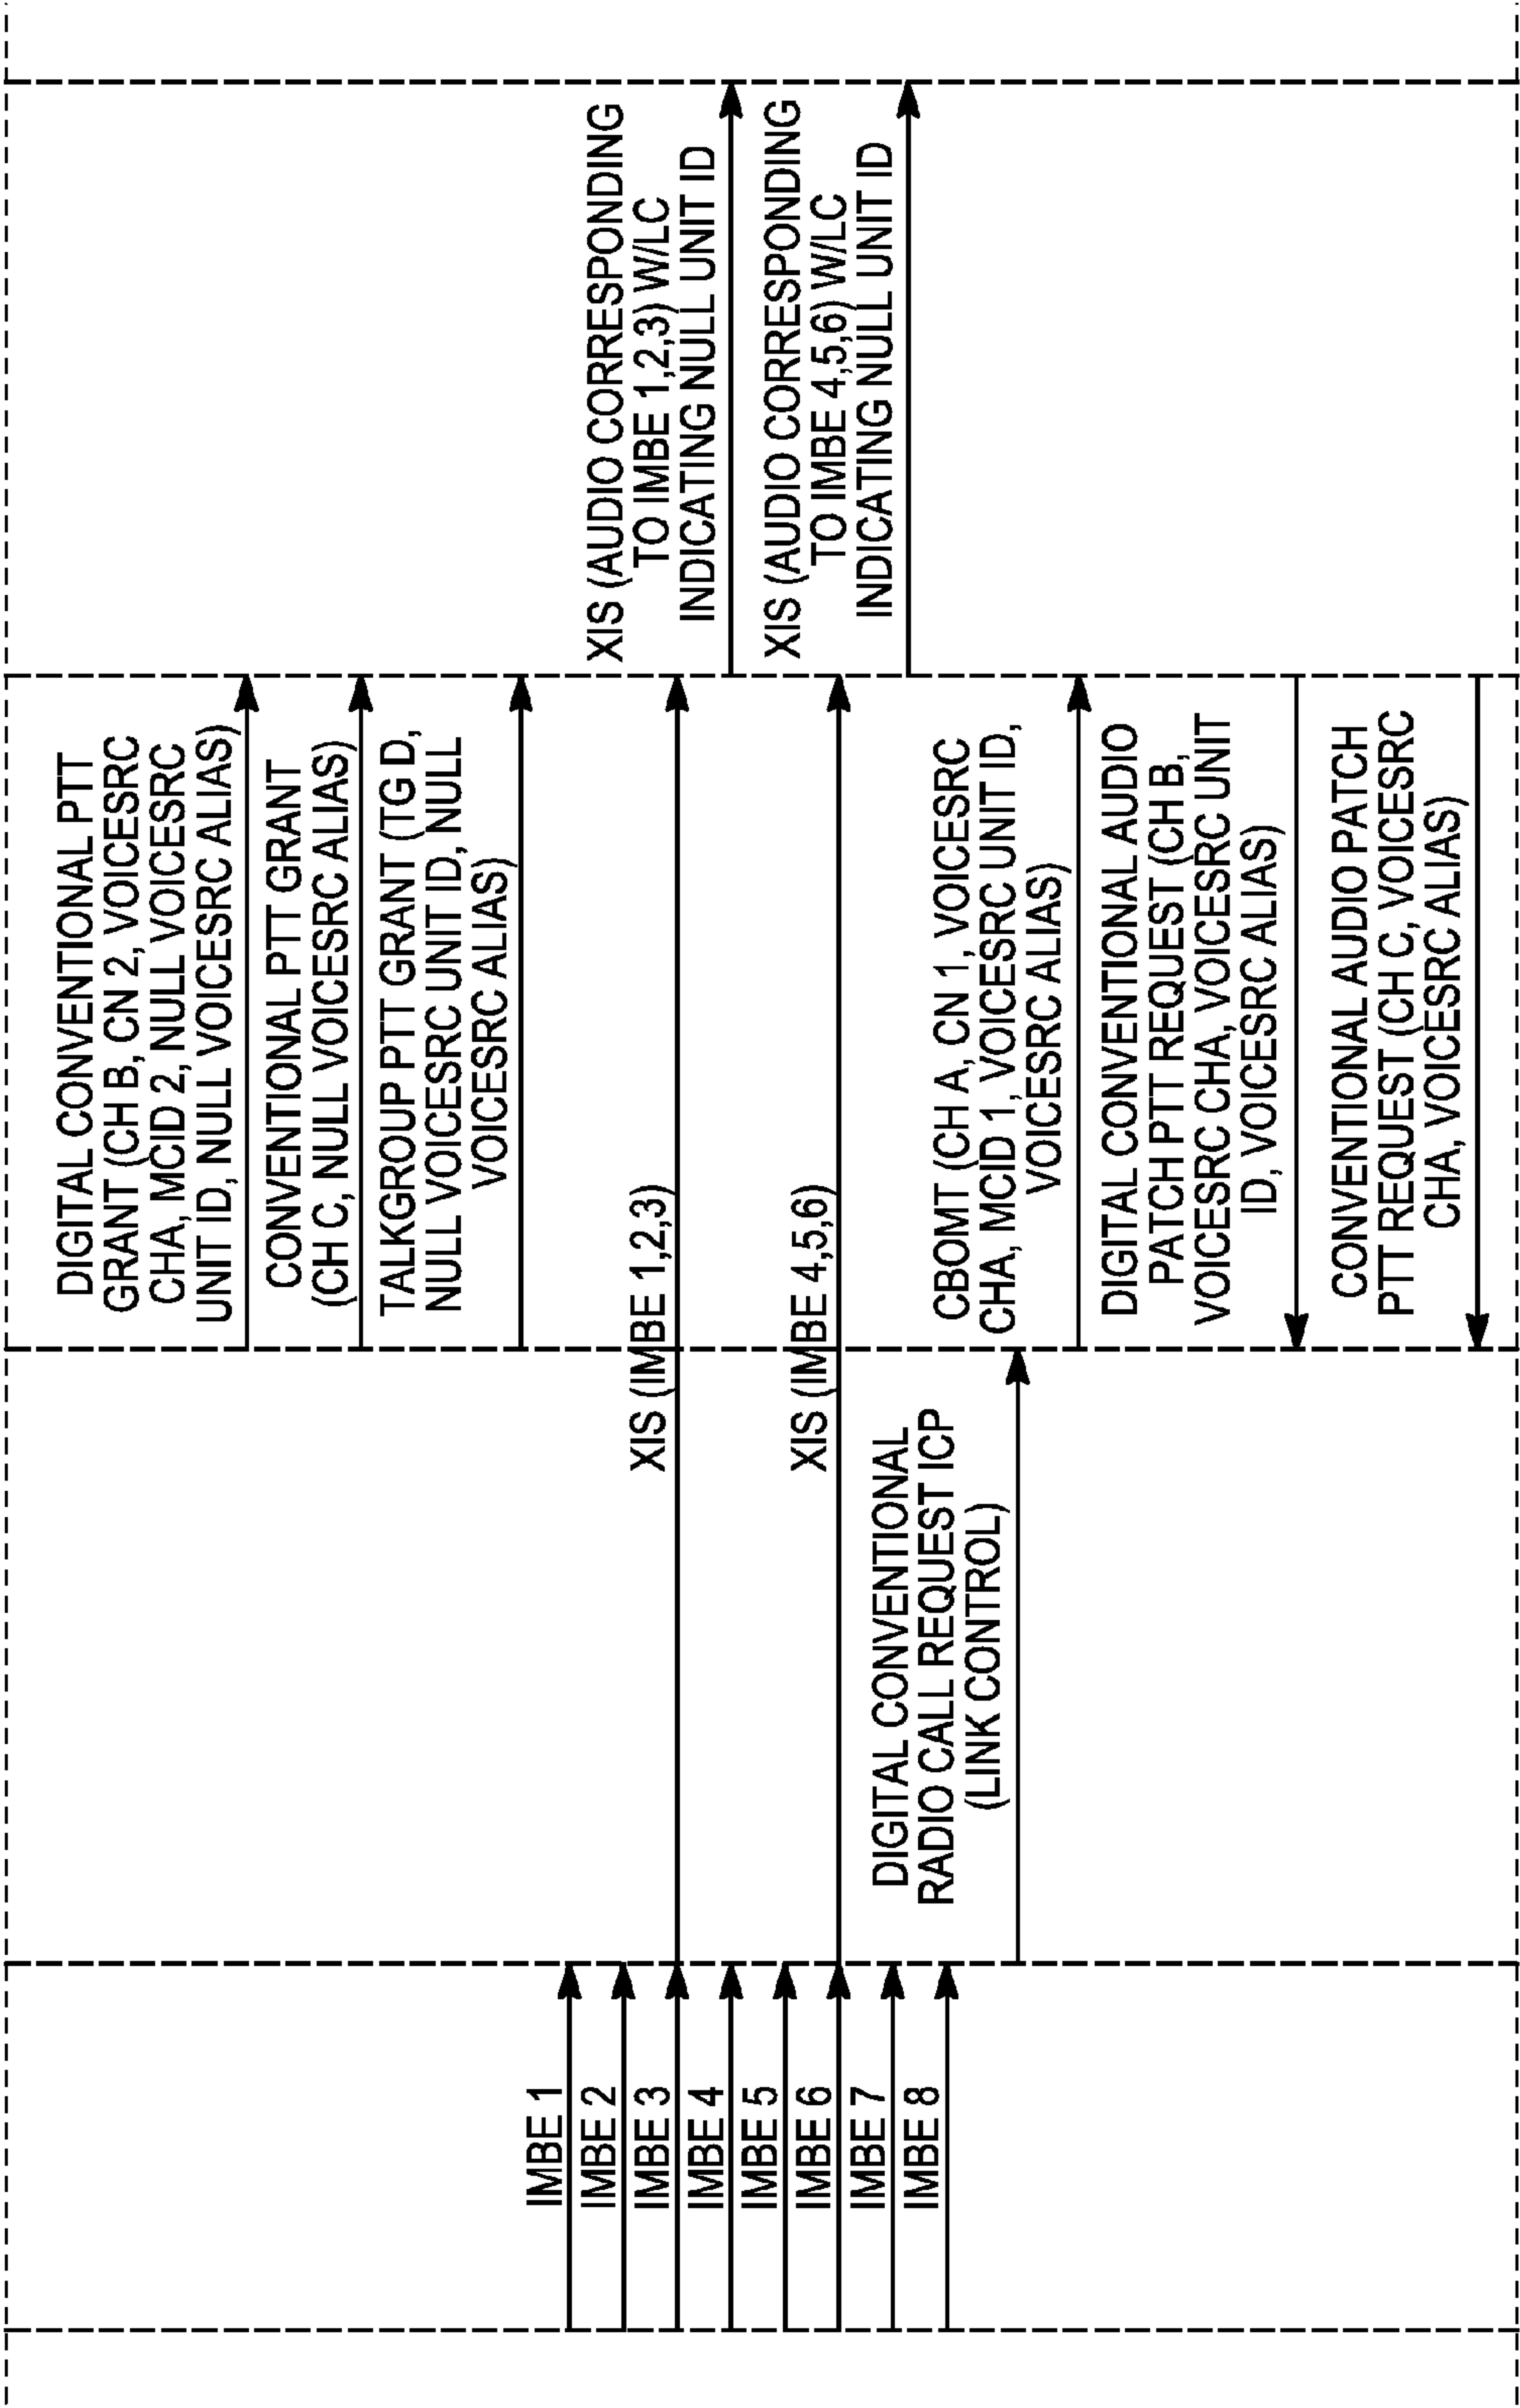 DIGITAL CONVENTIONAL PTT
GRANT (CH B, CN 2, VOICESRC
CHA, MCID 2, NULL VOICESRC
UNIT ID, NULL VOICESRC ALIAS)
CONVENTIONAL PTT GRANT
(CH C, NULL VOICESRC ALIAS)
TALKGROUP PTT GRANT (TG D,
NULL VOICESRC UNIT ID, NULL
VOICESRC ALIAS)
IMBE 1
IMBE 2
IMBE 3
XIS (IMBE 1,2,3)
XIS (AUDIO CORRESPONDING
TO IMBE 1,2,3) W/LC
INDICATING NULL UNIT ID
IMBE 4
IMBE 5
IMBE 6
XIS (IMBE 4,5,6)
XIS (AUDIO CORRESPONDING
TO IMBE 4,5,6) W/LC
INDICATING NULL UNIT ID
IMBE 7
IMBE 8
DIGITAL CONVENTIONAL
RADIO CALL REQUEST ICP
(LINK CONTROL)
CBOMT (CH A, CN 1, VOICESRC
CHA, MCID 1, VOICESRC UNIT ID,
VOICESRC ALIAS)
DIGITAL CONVENTIONAL AUDIO
PATCH PTT REQUEST (CH B,
VOICESRC CHA, VOICESRC UNIT
ID, VOICESRC ALIAS)
CONVENTIONAL AUDIO PATCH
PTT REQUEST (CH C, VOICESRC
CHA, VOICESRC ALIAS)